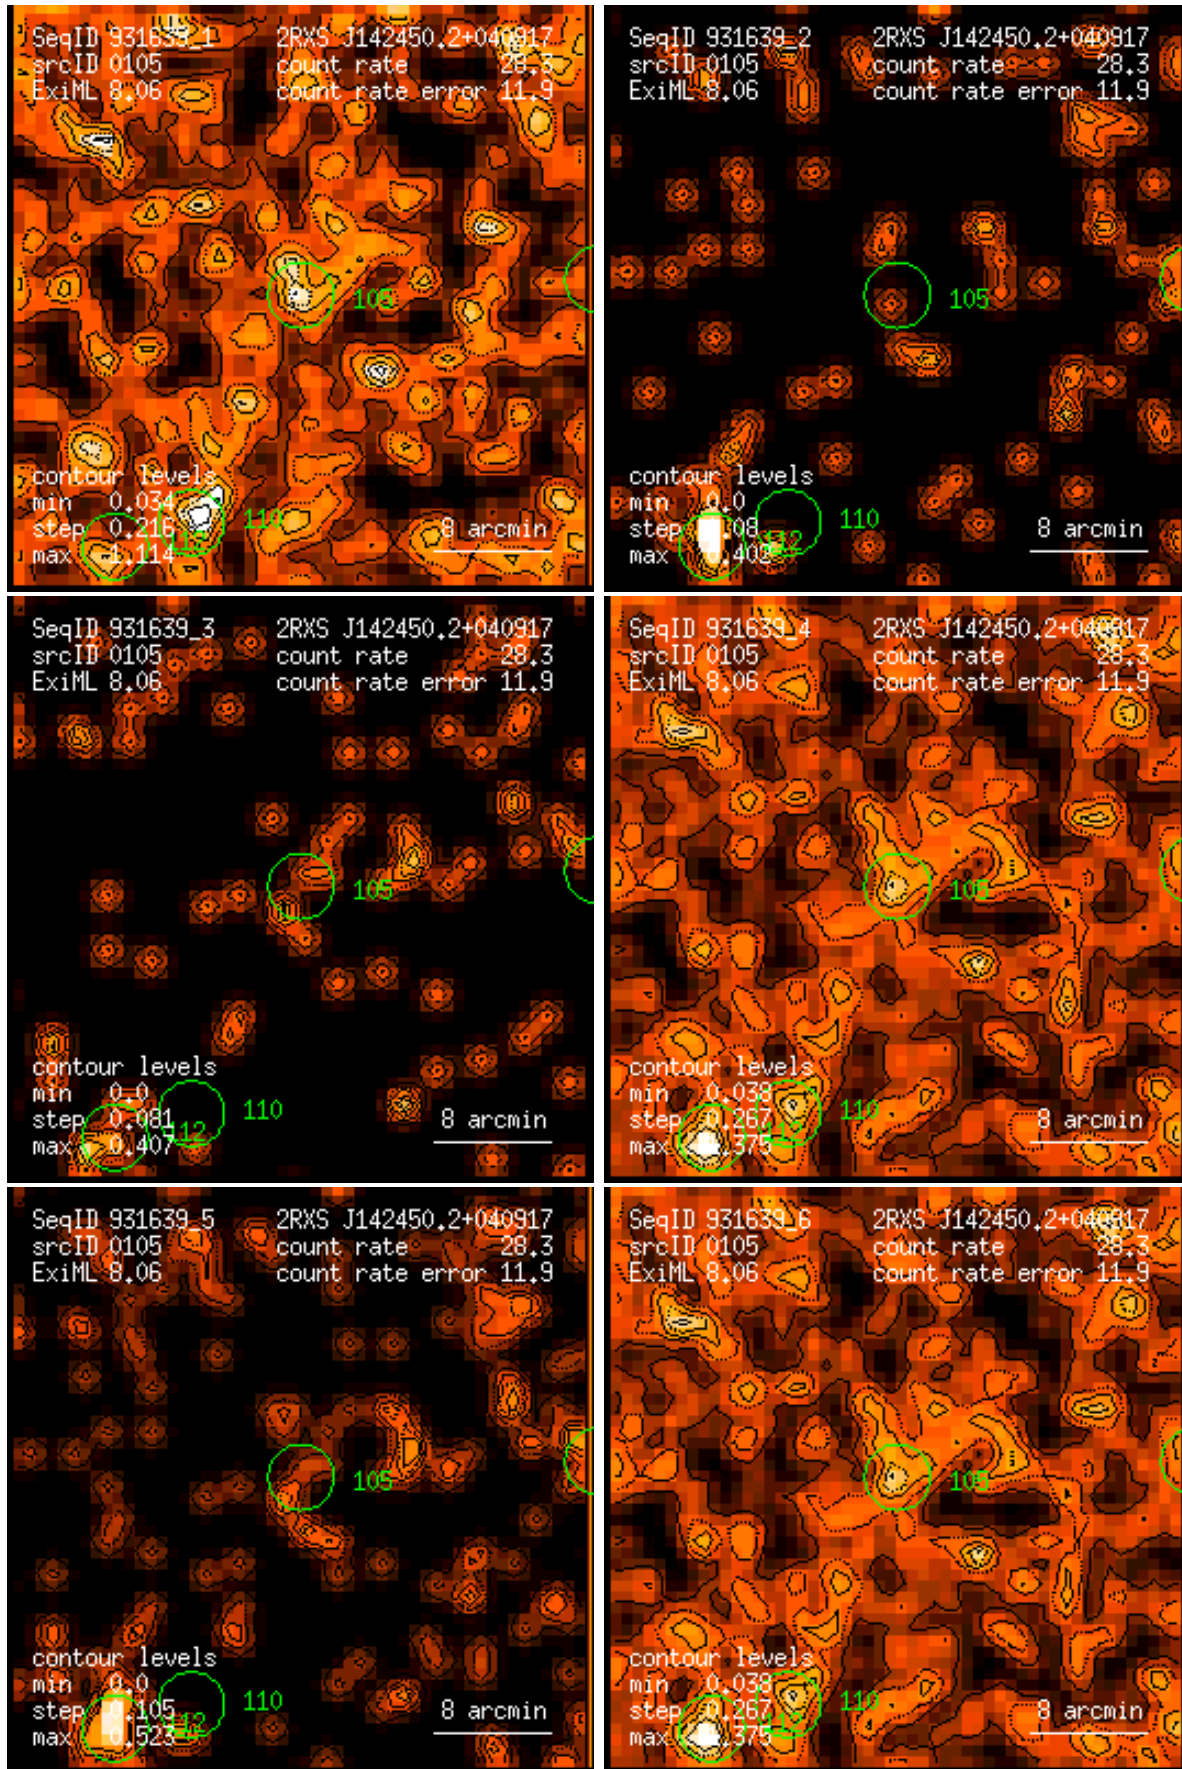 SeqID 931639_1 2RXS J142450.2+040917
srcID 0105 count rate 28.3
ExiML 8.06 count rate error 11.9
105
contour levels
min 0.034
step 0.216 110
max 1.114 112 8 arcmin
SeqID 931639_2 2RXS J142450.2+040917
srcID 0105 count rate 28.3
ExiML 8.06 count rate error 11.9
105
contour levels
min 0.0
step .08 110
max .402 112 8 arcmin
SeqID 931639_3 2RXS J142450.2+040917
srcID 0105 count rate 28.3
ExiML 8.06 count rate error 11.9
105
contour levels
min 0.0
step 0.081 110
max 0.407 112 8 arcmin
SeqID 931639_4 2RXS J142450.2+040917
srcID 0105 count rate 28.3
ExiML 8.06 count rate error 11.9
105
contour levels
min 0.038
step 0.267 110
max .375 112 8 arcmin
SeqID 931639_5 2RXS J142450.2+040917
srcID 0105 count rate 28.3
ExiML 8.06 count rate error 11.9
105
contour levels
min 0.0
step 0.105 110
max 0.523 112 8 arcmin
SeqID 931639_6 2RXS J142450.2+040917
srcID 0105 count rate 28.3
ExiML 8.06 count rate error 11.9
105
contour levels
min 0.038
step 0.267 110
max .375 112 8 arcmin